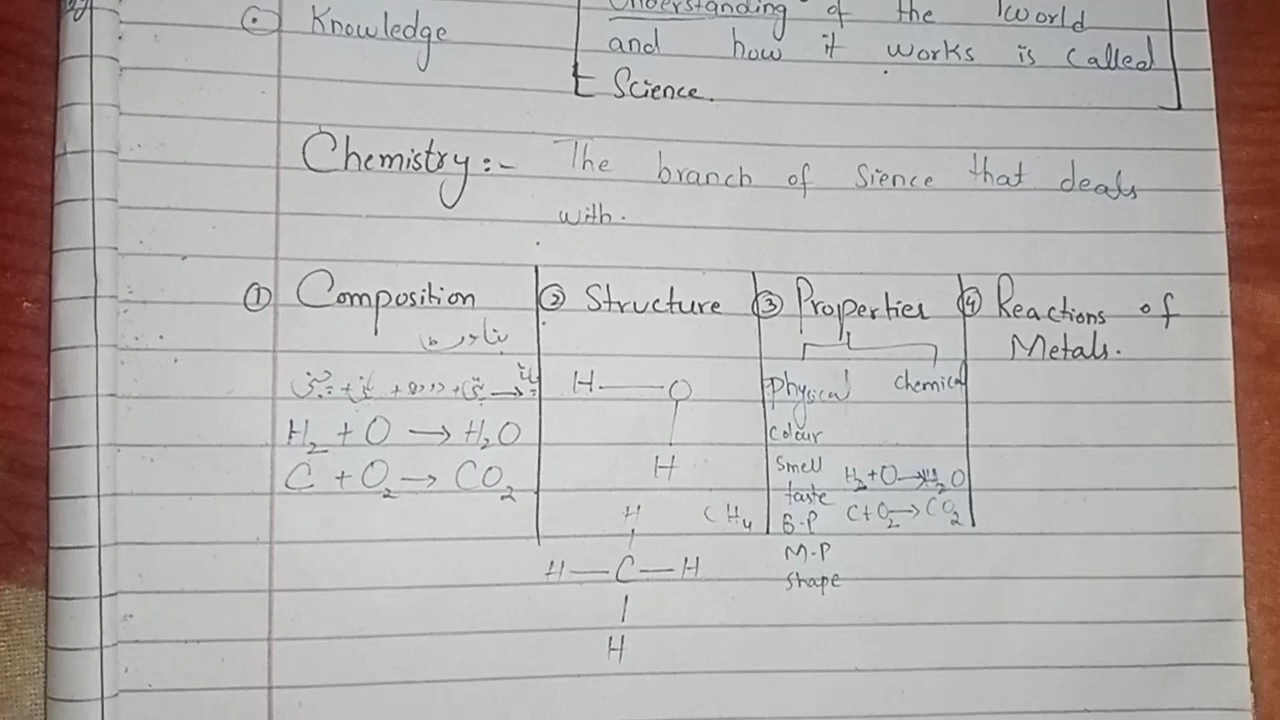 Knowledge
Understanding of the world
and how it works is called
Science.
Chemistry:- The branch of Sience that deals
with.
① Composition
بناوٹ
H₂ + O → H₂O
C + O₂ → CO₂
② Structure
H — O
H
CH₄
H
H — C — H
H
③ Properties
Physical
colour
smell
taste
B.P
M.P
shape
chemical
H₂+O→H₂O
C+O₂→CO₂
④ Reactions of
Metals.